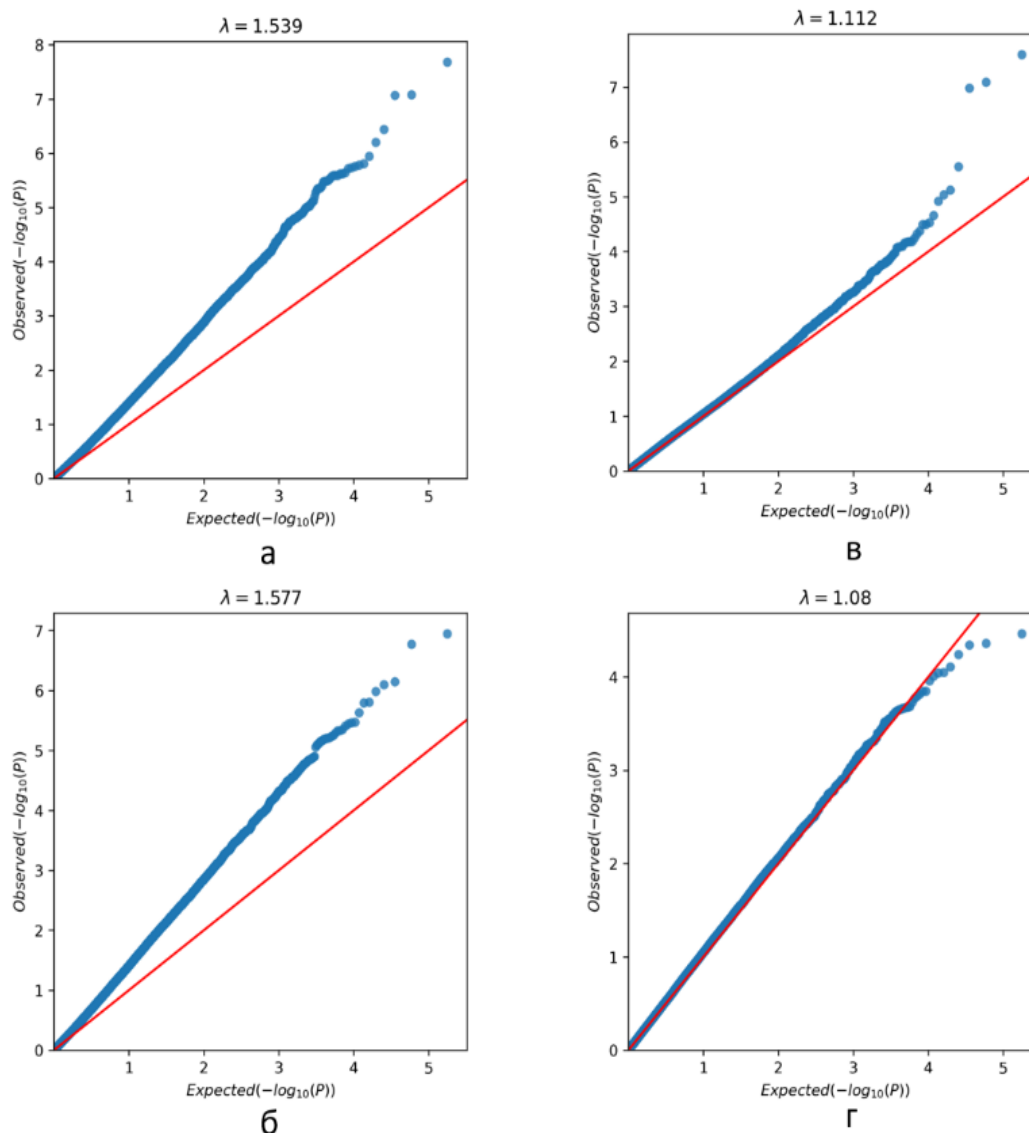 λ = 1.539
Observed(−log₁₀(P))
8
7
6
5
4
3
2
1
0
1 2 3 4 5
Expected(−log₁₀(P))
а
λ = 1.112
Observed(−log₁₀(P))
7
6
5
4
3
2
1
0
1 2 3 4 5
Expected(−log₁₀(P))
в
λ = 1.577
Observed(−log₁₀(P))
7
6
5
4
3
2
1
0
1 2 3 4 5
Expected(−log₁₀(P))
б
λ = 1.08
Observed(−log₁₀(P))
4
3
2
1
0
1 2 3 4 5
Expected(−log₁₀(P))
г